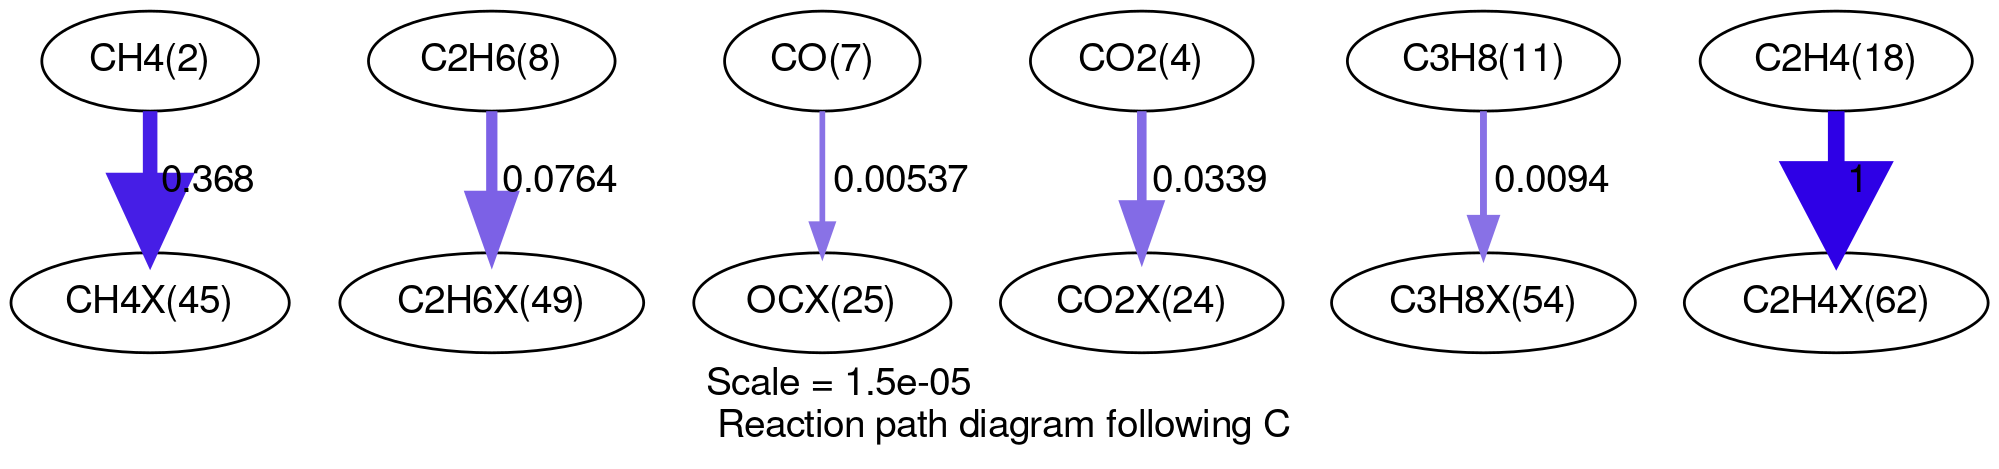 CH4(2) C2H6(8) CO(7) CO2(4) C3H8(11) C2H4(18)
0.368 0.0764 0.00537 0.0339 0.0094 1
CH4X(45) C2H6X(49) OCX(25) CO2X(24) C3H8X(54) C2H4X(62)
Scale = 1.5e-05
Reaction path diagram following C